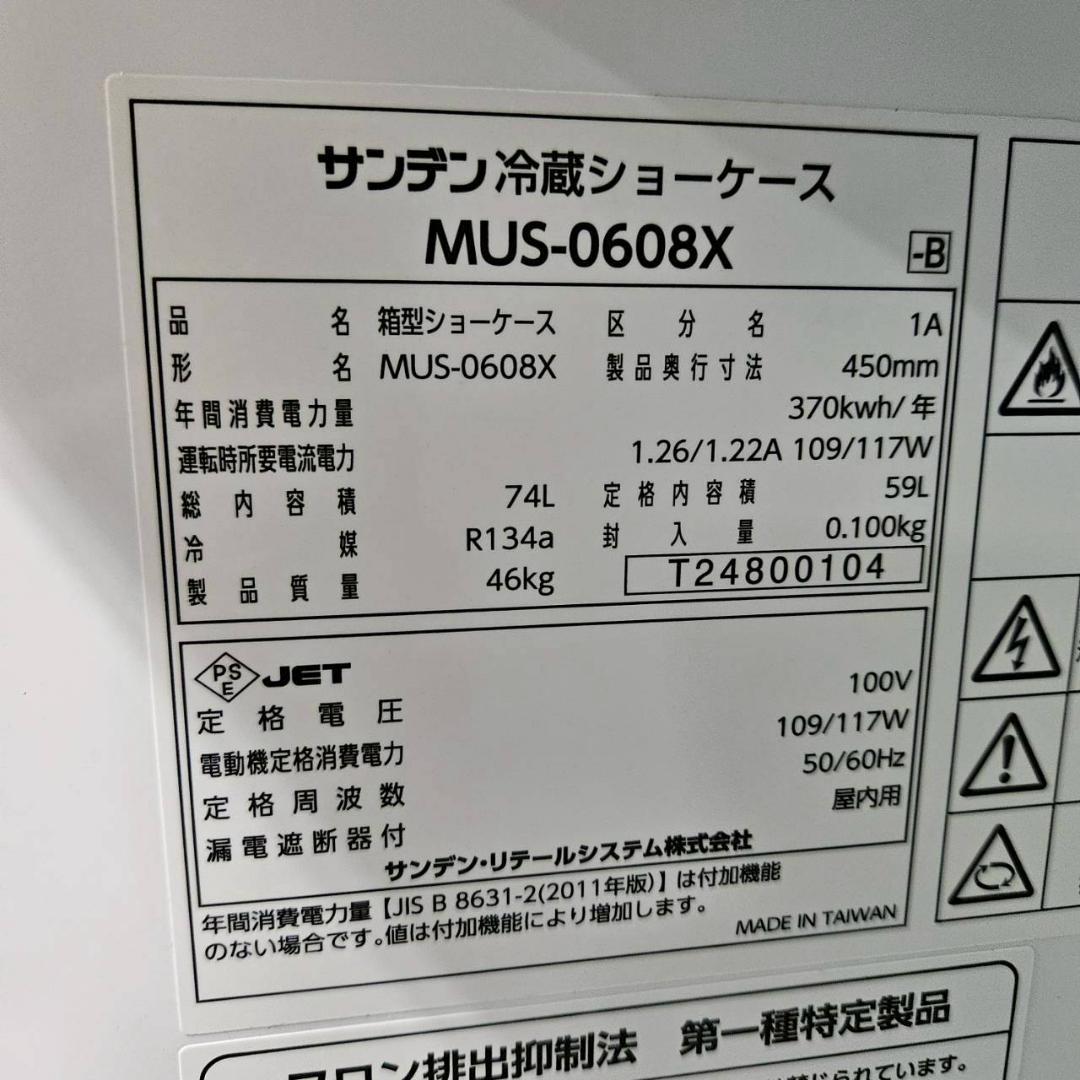 サンデン冷蔵ショーケース
MUS-0608X -B
品名 箱型ショーケース 区分名 1A
形名 MUS-0608X 製品奥行寸法 450mm
年間消費電力量 370kwh/年
運転時所要電流電力 1.26/1.22A 109/117W
総内容積 74L 定格内容積 59L
冷媒 R134a 封入量 0.100kg
製品質量 46kg T24800104
PSE JET
定格電圧 100V
電動機定格消費電力 109/117W
定格周波数 50/60Hz
漏電遮断器付 屋内用
サンデン・リテールシステム株式会社
年間消費電力量【JIS B 8631-2(2011年版)】は付加機能
のない場合です。値は付加機能により増加します。
MADE IN TAIWAN
フロン排出抑制法 第一種特定製品
禁じられています。